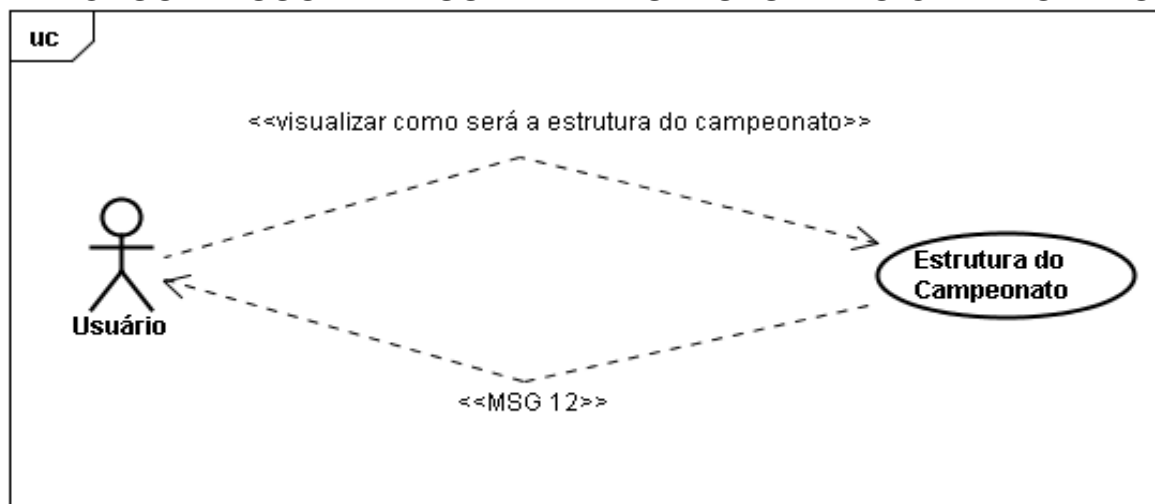 uc
<<visualizar como será a estrutura do campeonato>>
Estrutura do
Campeonato
Usuário
<<MSG 12>>